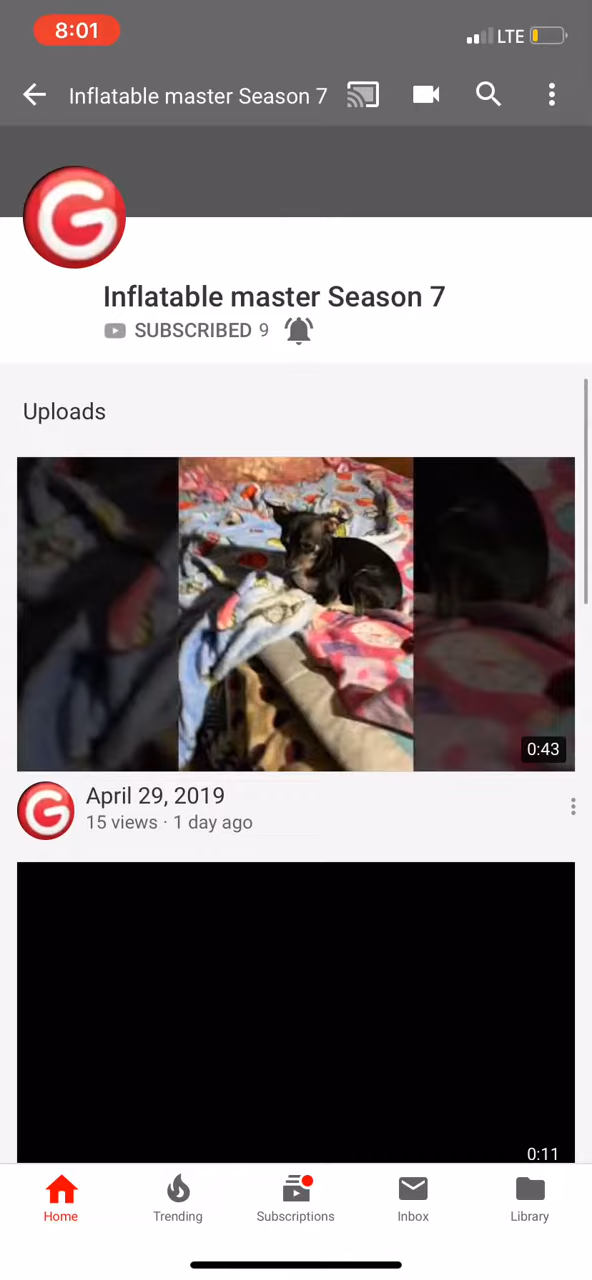 8:01
LTE
Inflatable master Season 7
G
Inflatable master Season 7
SUBSCRIBED 9
Uploads
0:43
G
April 29, 2019
15 views · 1 day ago
0:11
Home
Trending
Subscriptions
Inbox
Library